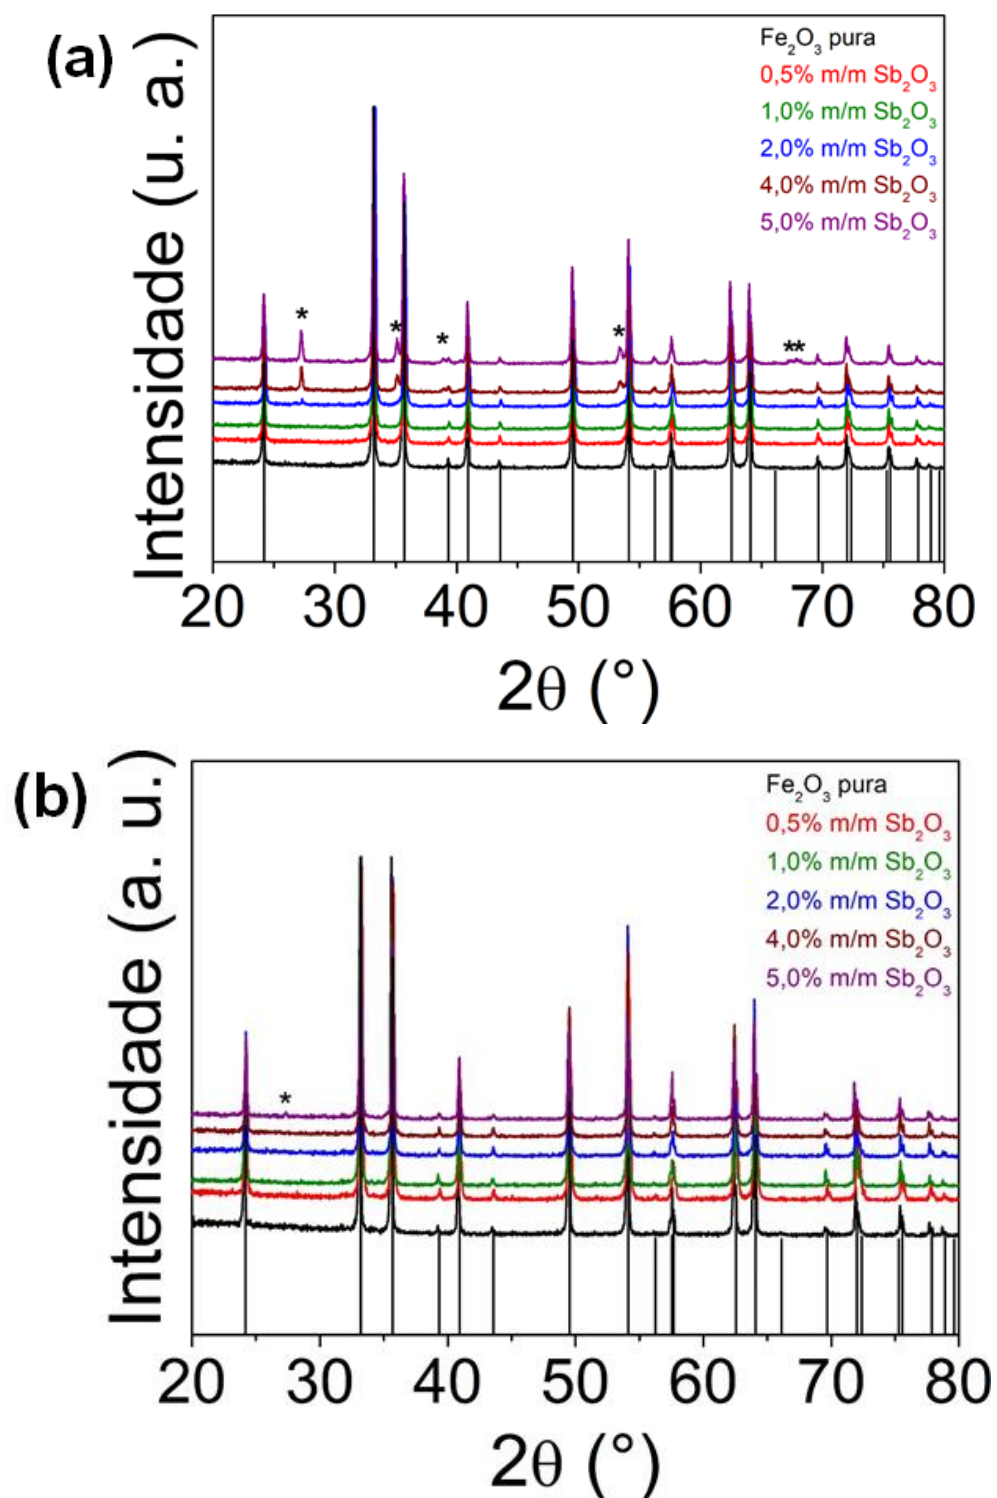 (a)
Intensidade (u. a.)
Fe₂O₃ pura
0,5% m/m Sb₂O₃
1,0% m/m Sb₂O₃
2,0% m/m Sb₂O₃
4,0% m/m Sb₂O₃
5,0% m/m Sb₂O₃
* * * * **
20 30 40 50 60 70 80
2θ (°)
(b)
Intensidade (a. u.)
Fe₂O₃ pura
0,5% m/m Sb₂O₃
1,0% m/m Sb₂O₃
2,0% m/m Sb₂O₃
4,0% m/m Sb₂O₃
5,0% m/m Sb₂O₃
*
20 30 40 50 60 70 80
2θ (°)